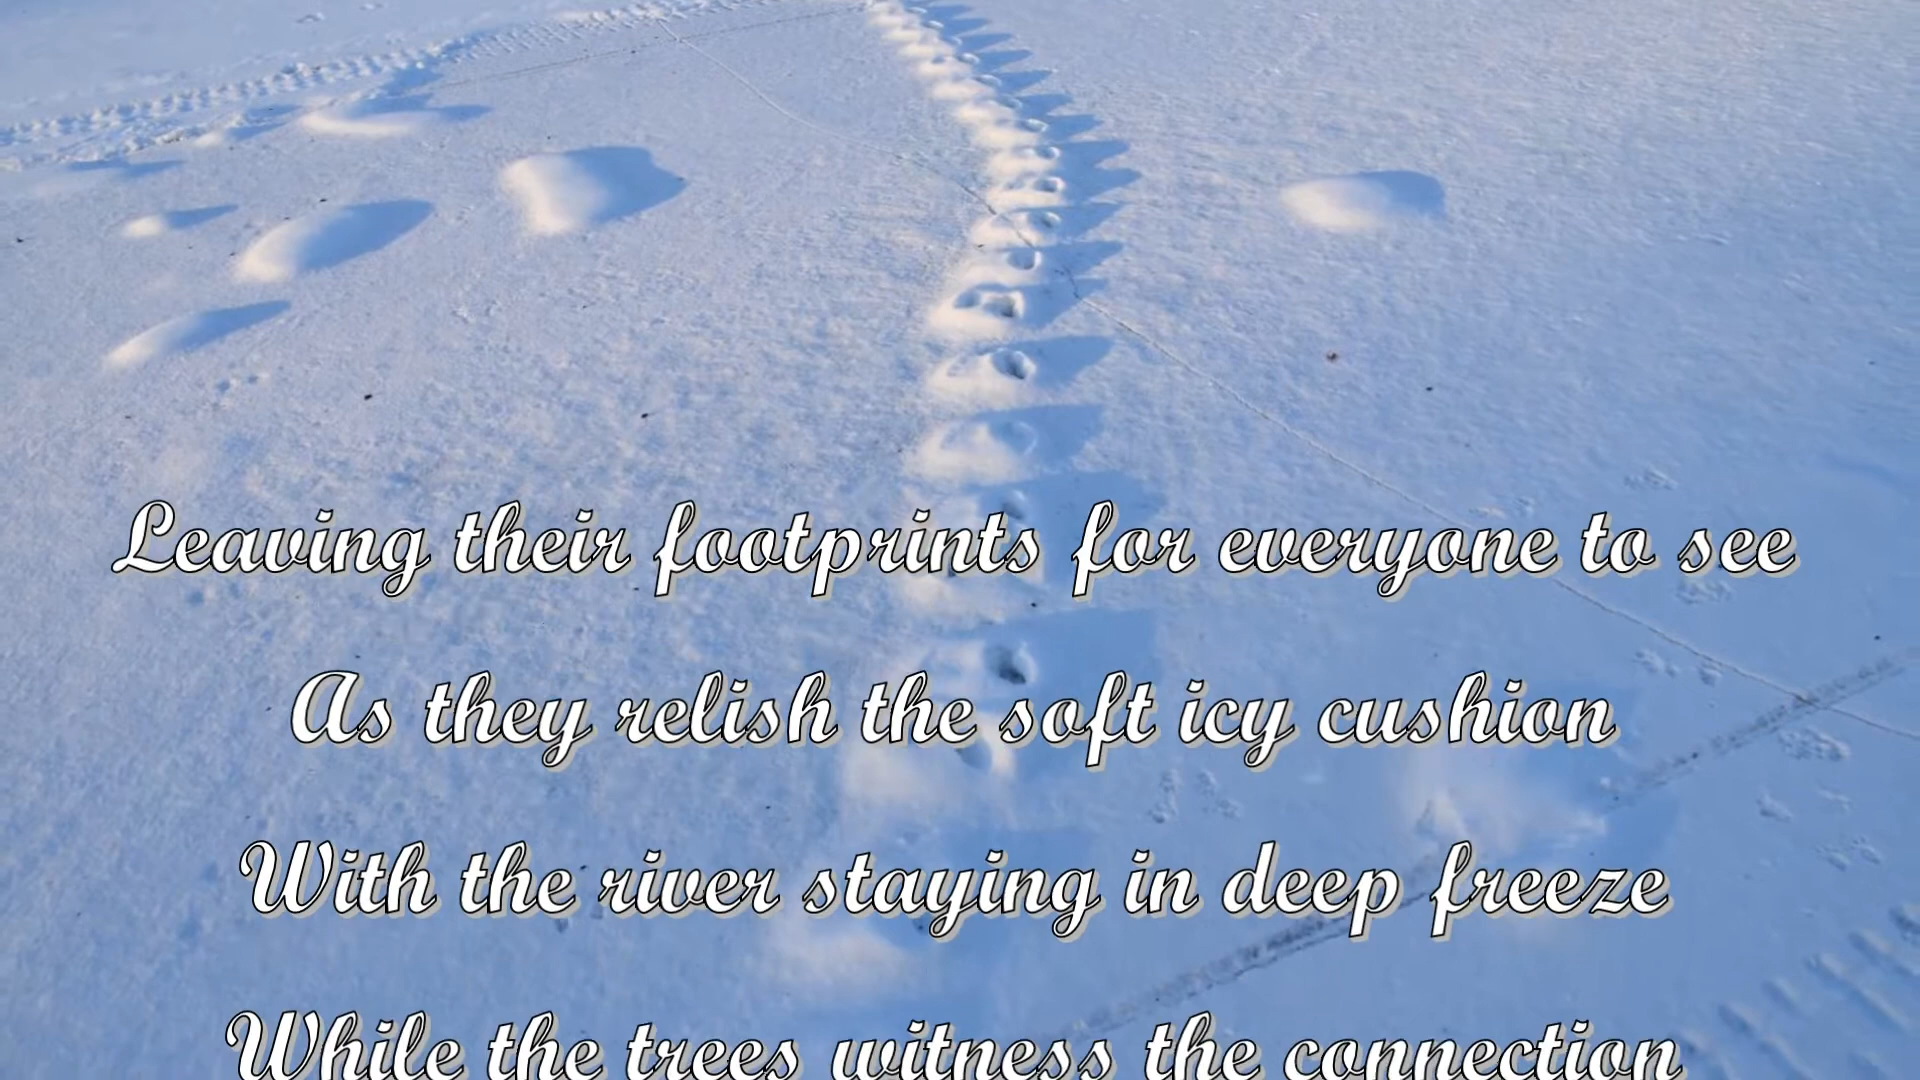 Leaving their footprints for everyone to see
As they relish the soft icy cushion
With the river staying in deep freeze
While the trees witness the connection